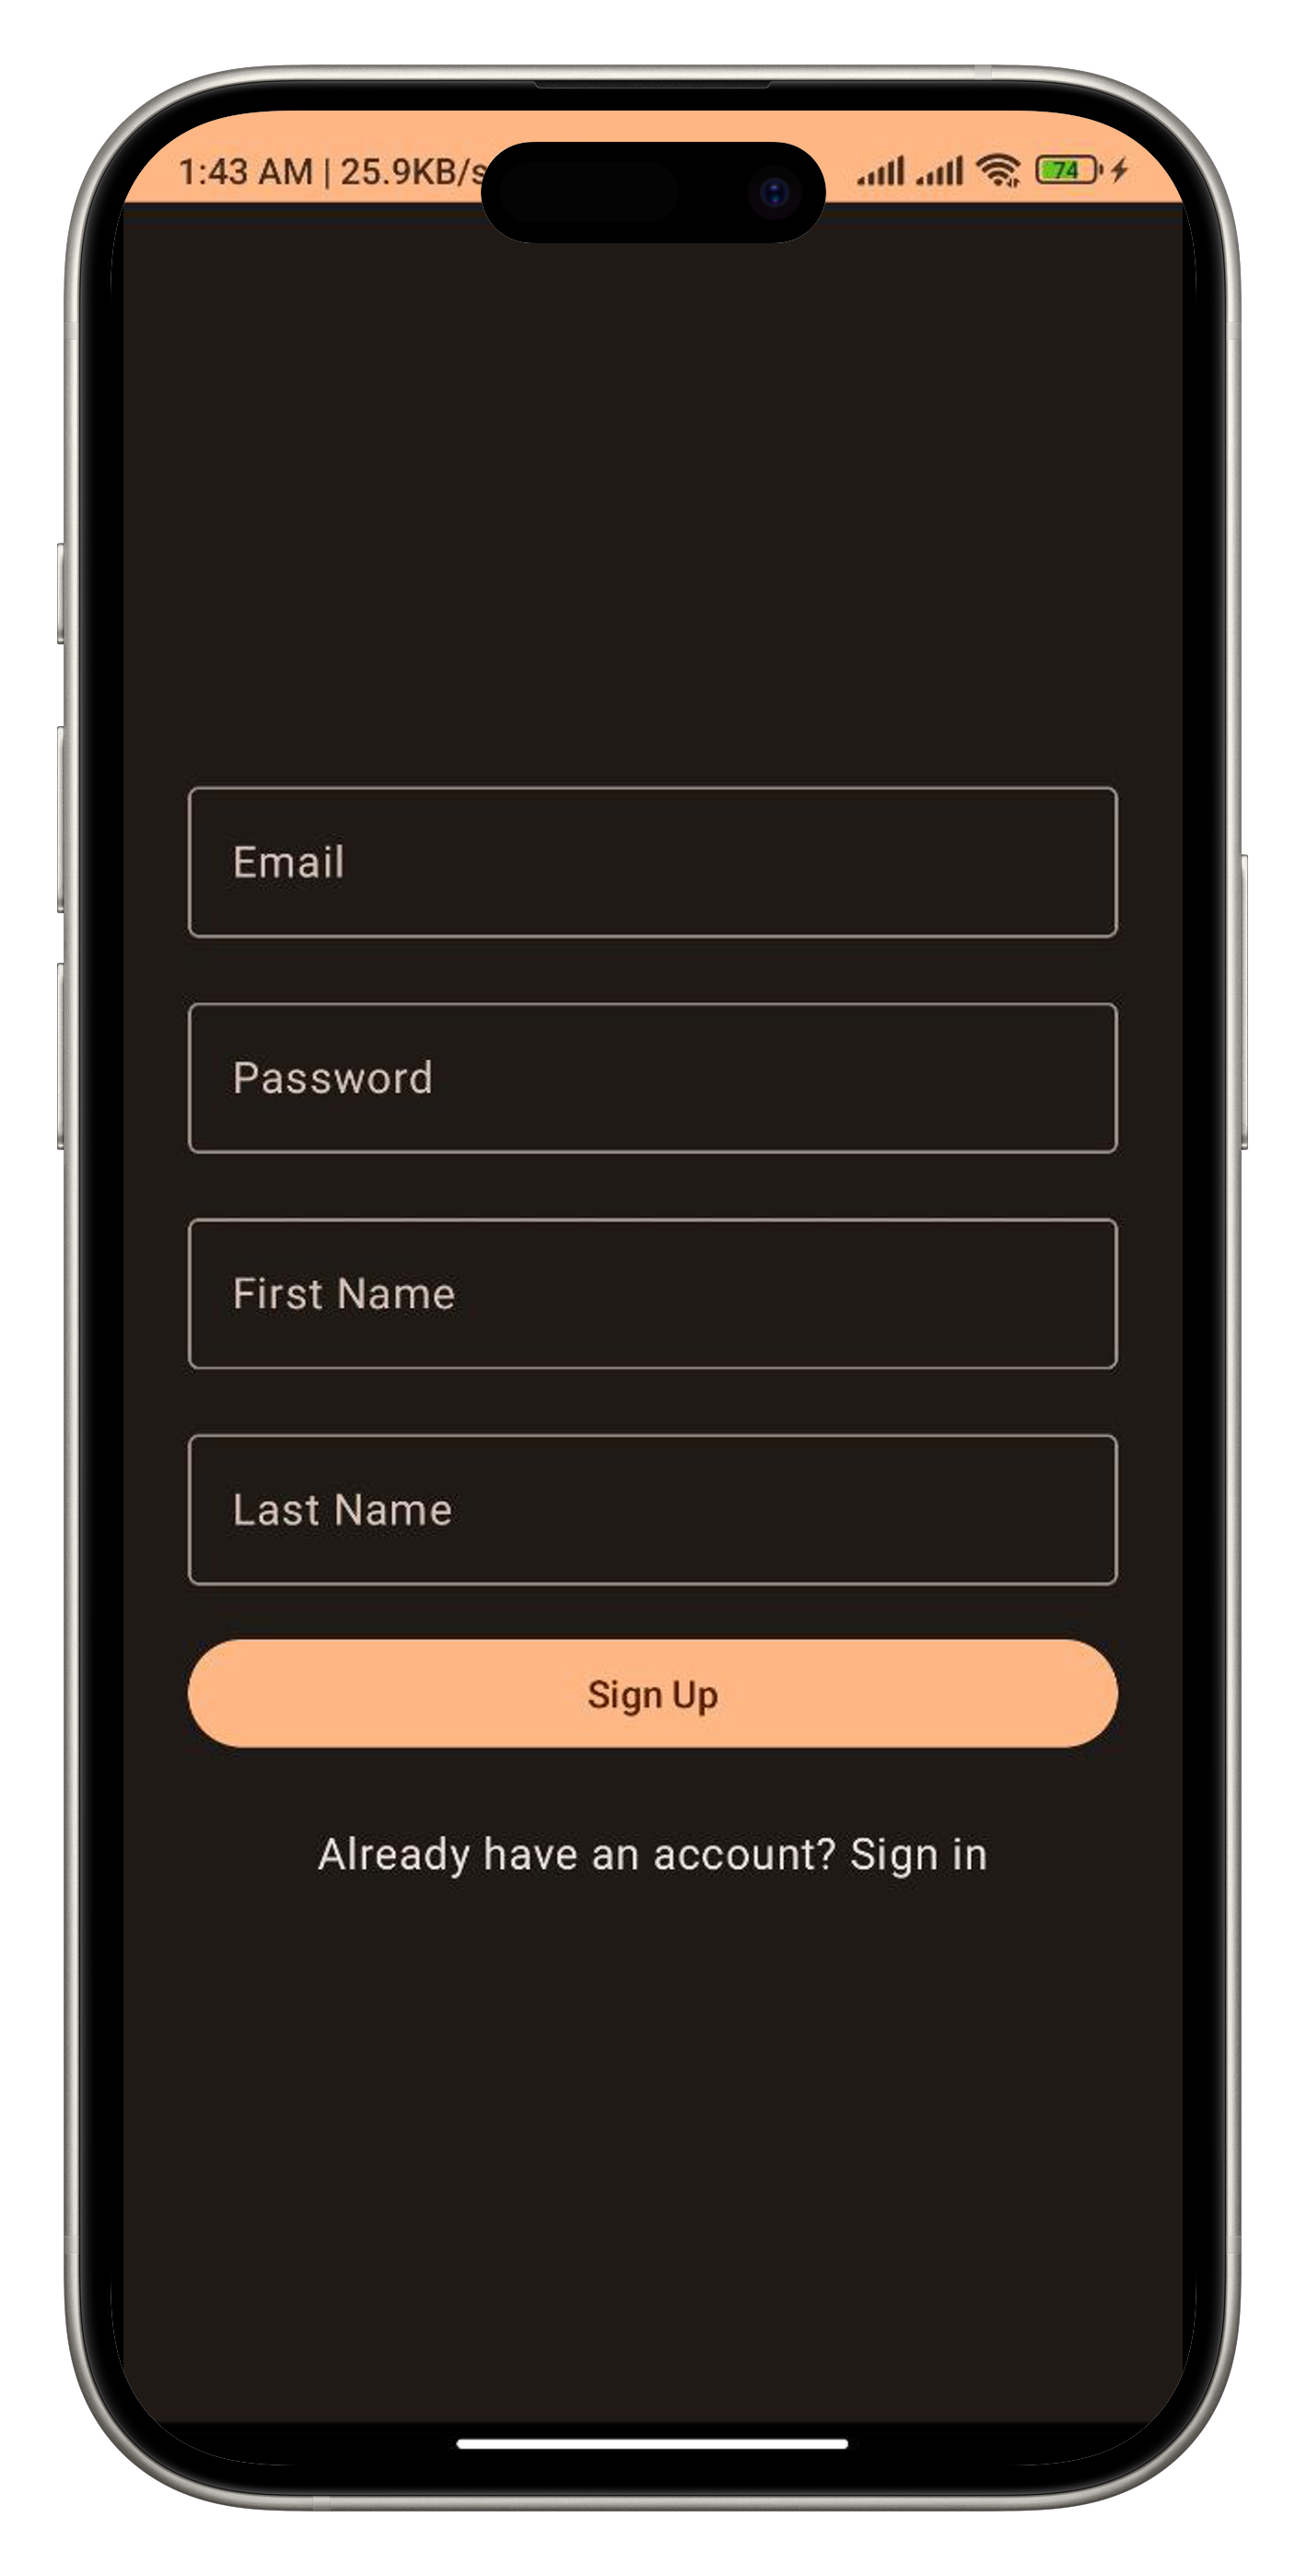 1:43 AM | 25.9KB/s
74
Email
Password
First Name
Last Name
Sign Up
Already have an account? Sign in